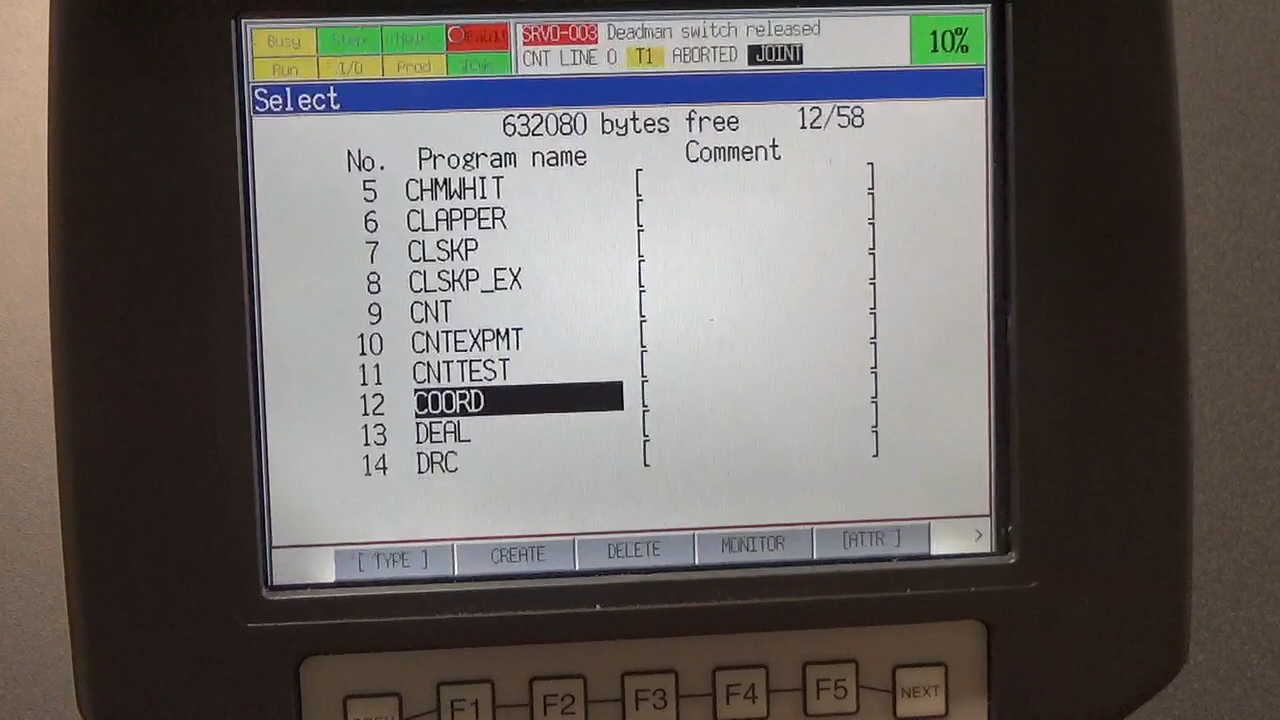 Busy Step Hold Fault SRVO-003 Deadman switch released
Run I/O Prod TCyc CNT LINE 0 T1 ABORTED JOINT 10%
Select
632080 bytes free 12/58
No. Program name Comment
5 CHMWHIT [ ]
6 CLAPPER [ ]
7 CLSKP [ ]
8 CLSKP_EX [ ]
9 CNT [ ]
10 CNTEXPMT [ ]
11 CNTTEST [ ]
12 COORD [ ]
13 DEAL [ ]
14 DRC [ ]
[ TYPE ] CREATE DELETE MONITOR [ATTR ] >
F1 F2 F3 F4 F5 NEXT